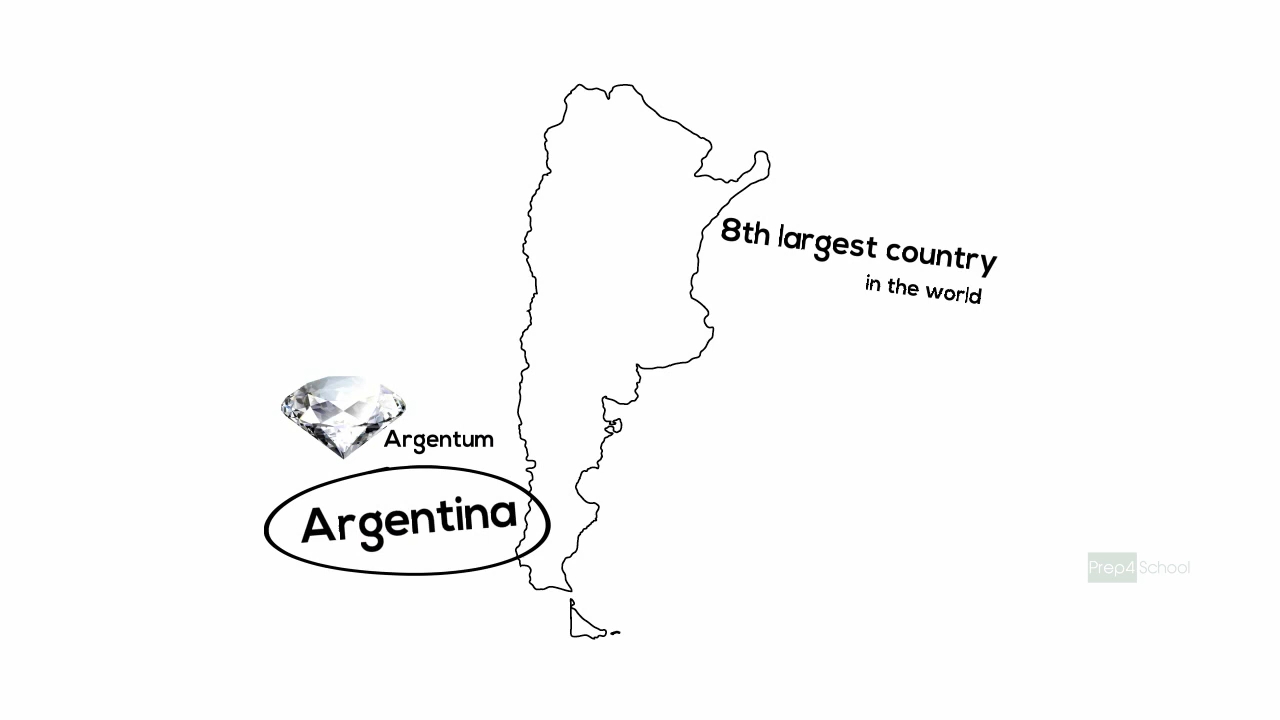 8th largest country
in the world
Argentum
Argentina
Prep4School